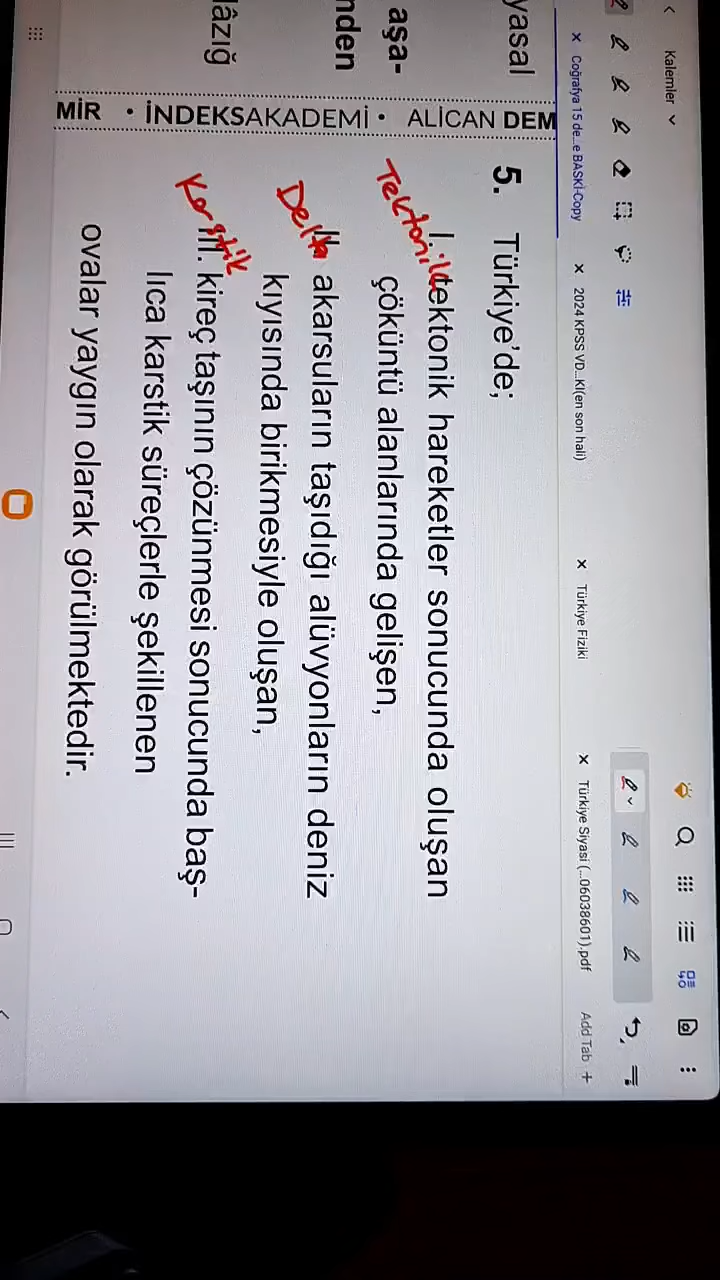 Kalemler
Coğrafya 15 de...e BASKI-Copy
2024 KPSS VD...Kl(en son hali)
Türkiye Fiziki
Türkiye Siyasi (...06038601).pdf
Add Tab +
yasal
aşa-
nden
lâzığ
MİR • İNDEKSAKADEMİ • ALİCAN DEM
5. Türkiye'de;
Tektonik
I. tektonik hareketler sonucunda oluşan
çöküntü alanlarında gelişen,
Delta
II. akarsuların taşıdığı alüvyonların deniz
kıyısında birikmesiyle oluşan,
Karstik
III. kireç taşının çözünmesi sonucunda baş-
lıca karstik süreçlerle şekillenen
ovalar yaygın olarak görülmektedir.